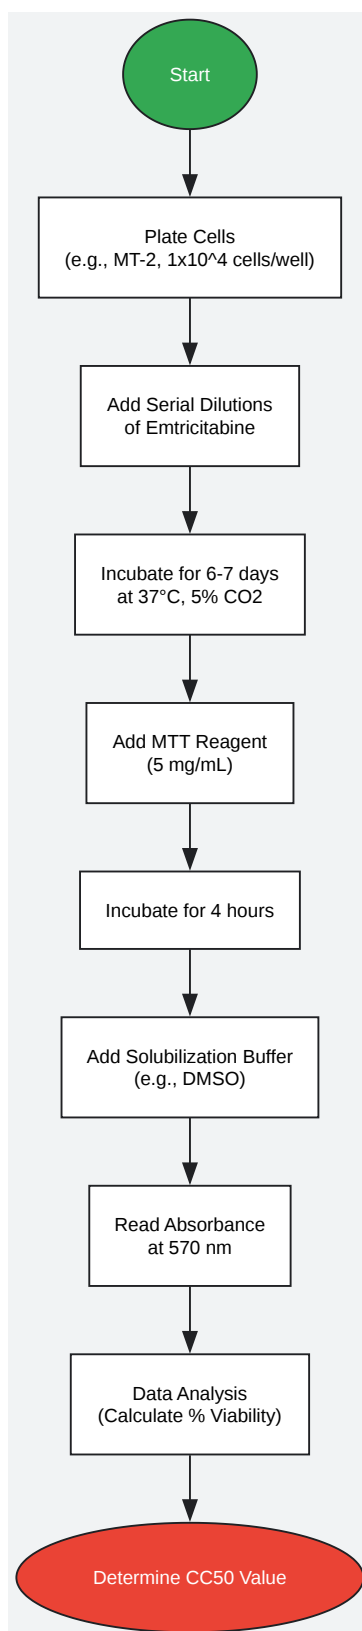 Start
Plate Cells
(e.g., MT-2, 1x10^4 cells/well)
Add Serial Dilutions
of Emtricitabine
Incubate for 6-7 days
at 37°C, 5% CO2
Add MTT Reagent
(5 mg/mL)
Incubate for 4 hours
Add Solubilization Buffer
(e.g., DMSO)
Read Absorbance
at 570 nm
Data Analysis
(Calculate % Viability)
Determine CC50 Value